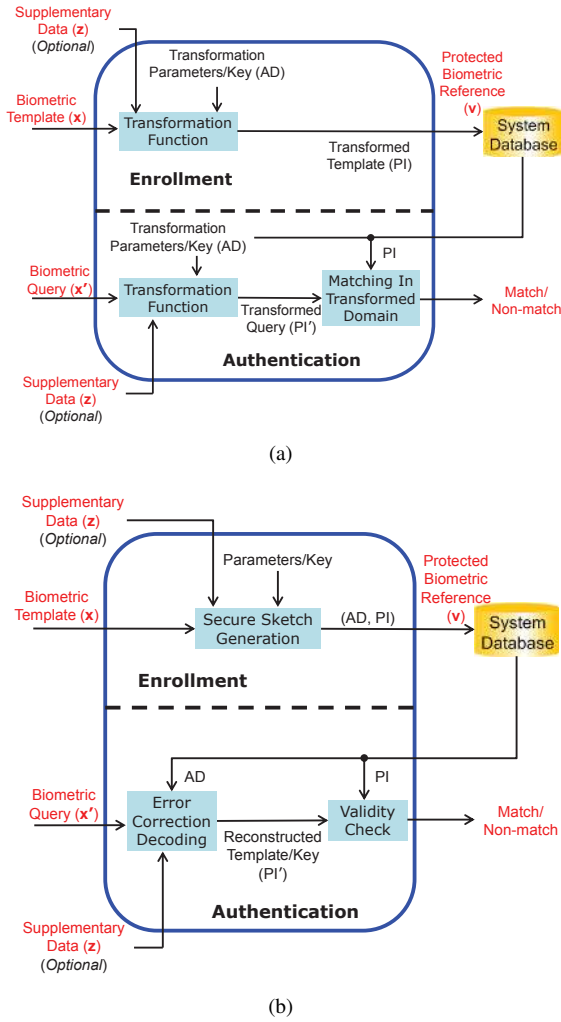 Supplementary
Data (z)
(Optional)
Transformation
Parameters/Key (AD)
Protected
Biometric
Reference
(v)
Biometric
Template (x)
Transformation
Function
System
Database
Transformed
Template (PI)
Enrollment
Transformation
Parameters/Key (AD)
PI
Biometric
Query (x')
Transformation
Function
Transformed
Query (PI')
Matching In
Transformed
Domain
Match/
Non-match
Authentication
Supplementary
Data (z)
(Optional)
(a)
Supplementary
Data (z)
(Optional)
Parameters/Key
Protected
Biometric
Reference
(v)
Biometric
Template (x)
Secure Sketch
Generation
(AD, PI)
System
Database
Enrollment
AD
PI
Biometric
Query (x')
Error
Correction
Decoding
Reconstructed
Template/Key
(PI')
Validity
Check
Match/
Non-match
Authentication
Supplementary
Data (z)
(Optional)
(b)